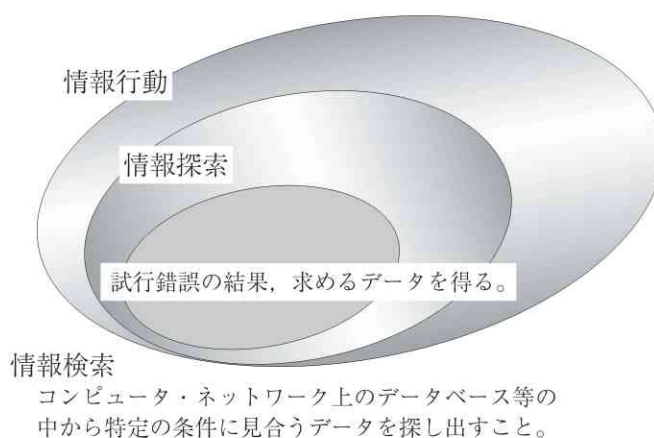 情報行動
情報探索
試行錯誤の結果，求めるデータを得る。
情報検索
コンピュータ・ネットワーク上のデータベース等の
中から特定の条件に見合うデータを探し出すこと。